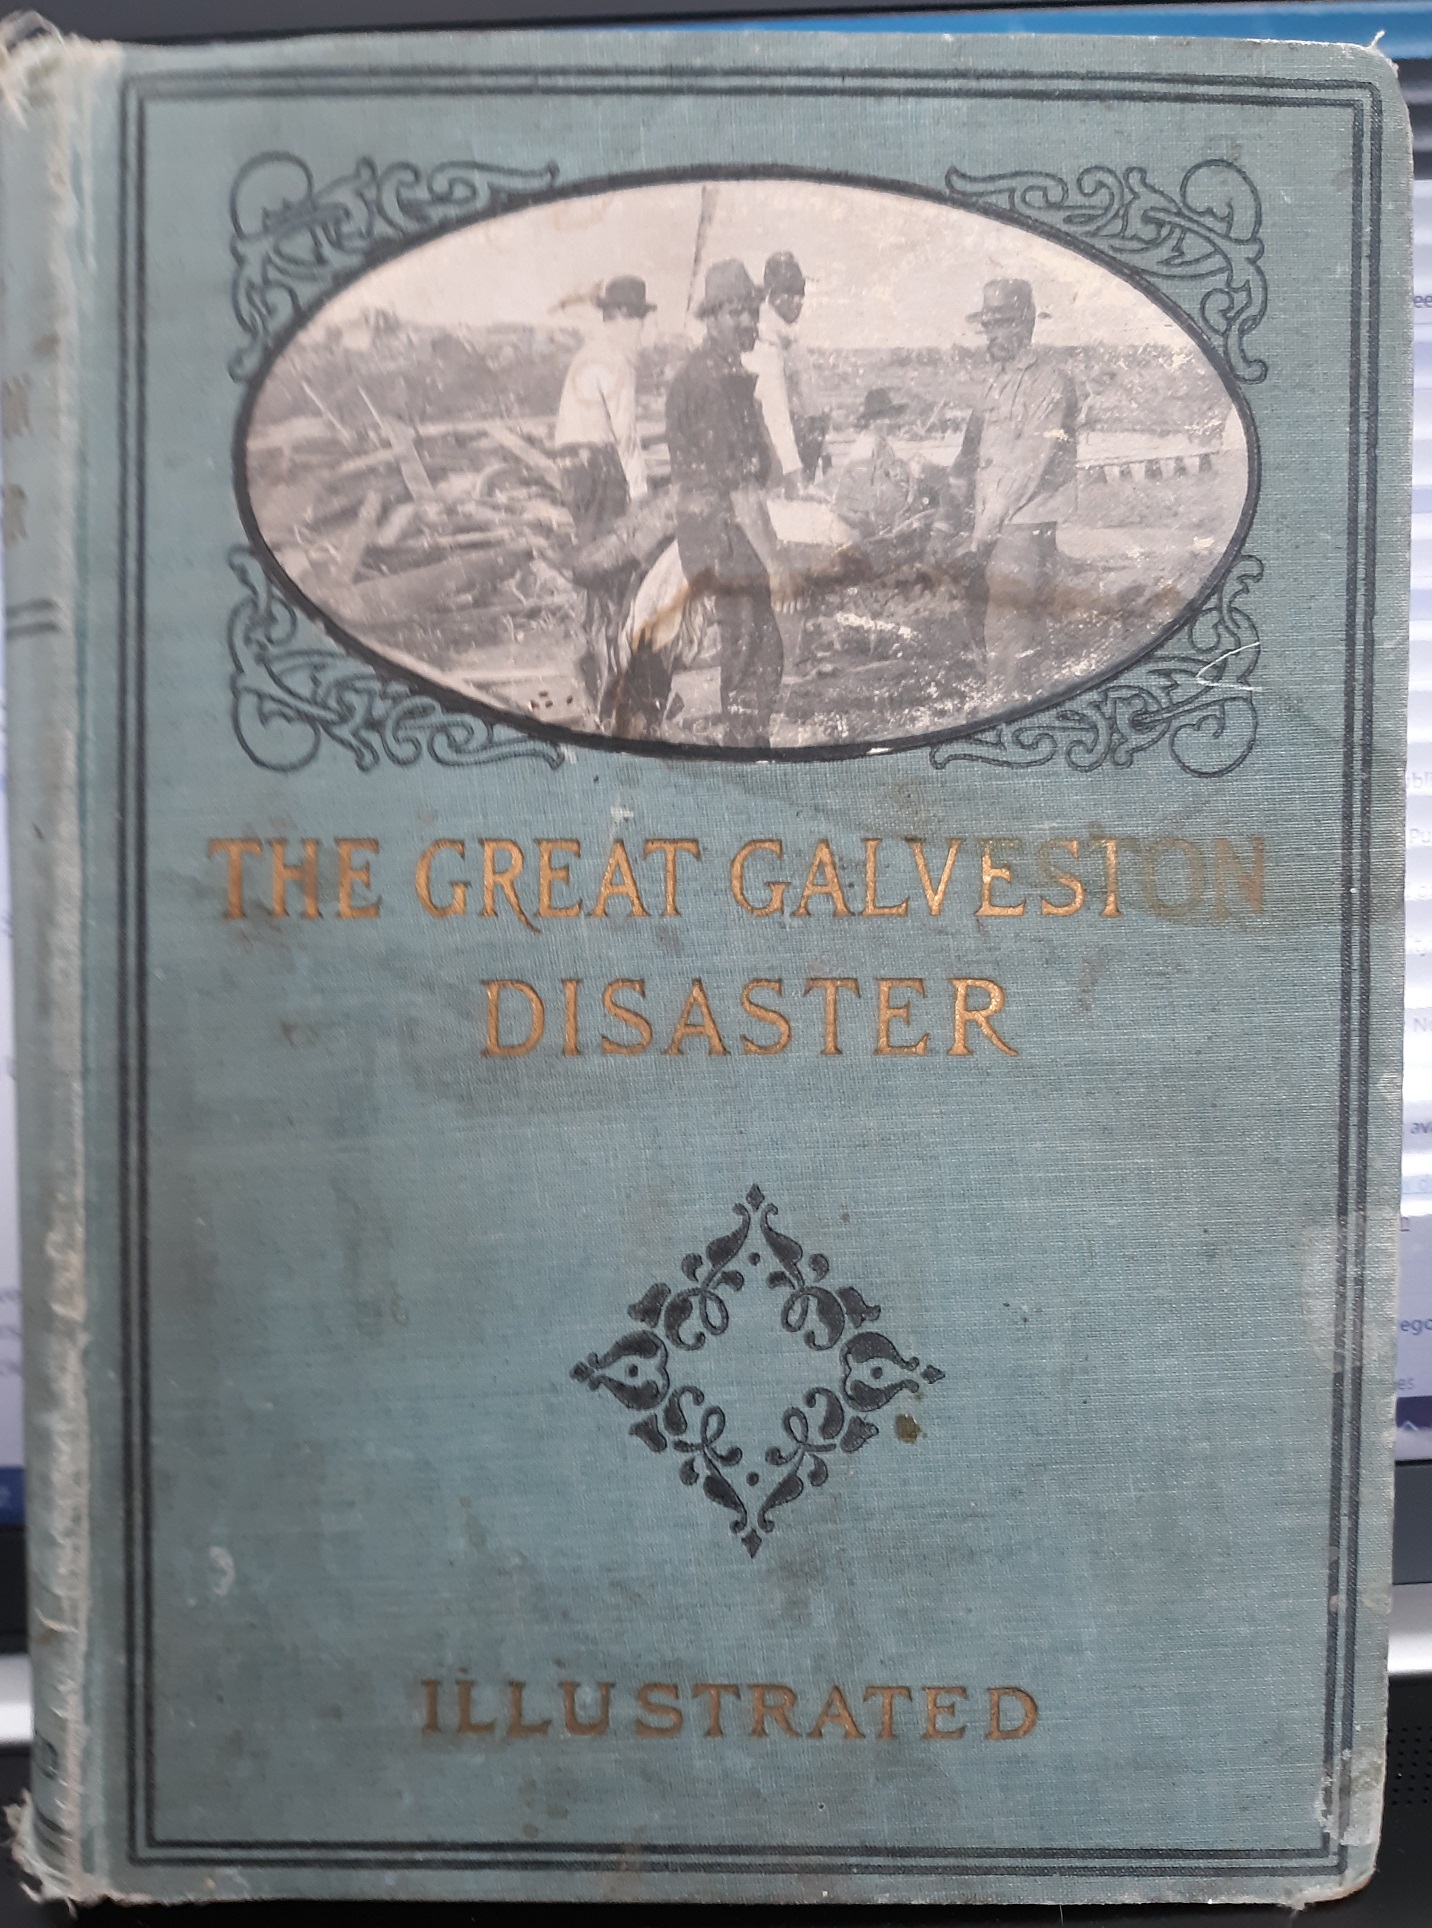 THE GREAT GALVESTON
DISASTER
ILLUSTRATED